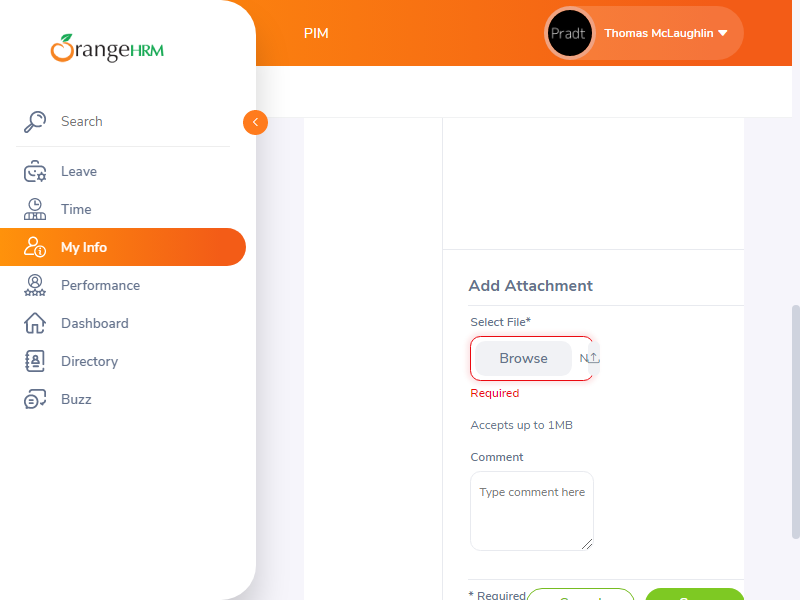 OrangeHRM
PIM
Pradt
Thomas McLaughlin
Search
Leave
Time
My Info
Performance
Dashboard
Directory
Buzz
Add Attachment
Select File*
Browse
Required
Accepts up to 1MB
Comment
Type comment here
* Required